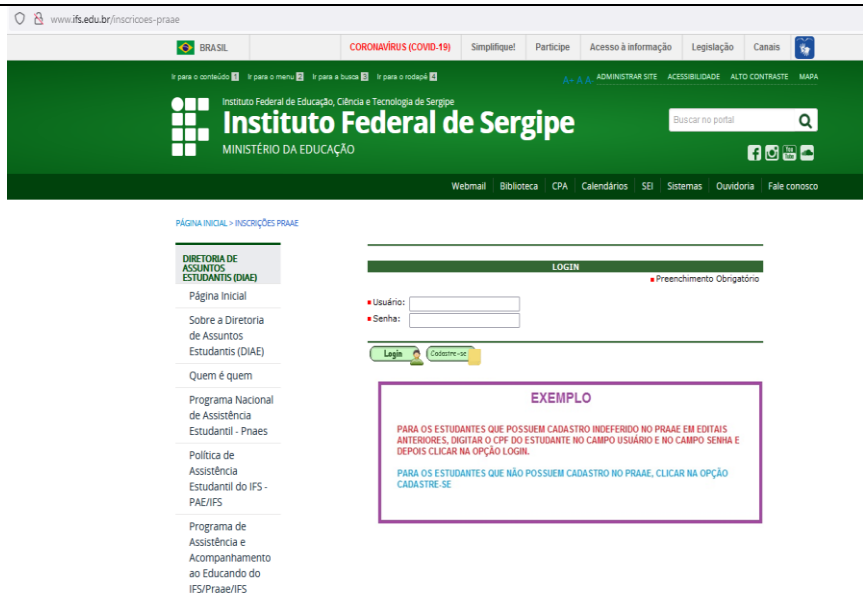 www.ifs.edu.br/inscricoes-praae
BRASIL CORONAVÍRUS (COVID-19) Simplifique! Participe Acesso à informação Legislação Canais
Ir para o conteúdo 1 Ir para o menu 2 Ir para a busca 3 Ir para o rodapé 4 A+ A A- ADMINISTRAR SITE ACESSIBILIDADE ALTO CONTRASTE MAPA
Instituto Federal de Educação, Ciência e Tecnologia de Sergipe
Instituto Federal de Sergipe
MINISTÉRIO DA EDUCAÇÃO
Buscar no portal
You Tube
Webmail Biblioteca CPA Calendários SEI Sistemas Ouvidoria Fale conosco
PÁGINA INICIAL > INSCRIÇÕES PRAAE
DIRETORIA DE
ASSUNTOS
ESTUDANTIS (DIAE)
Página Inicial
Sobre a Diretoria
de Assuntos
Estudantis (DIAE)
Quem é quem
Programa Nacional
de Assistência
Estudantil - Pnaes
Política de
Assistência
Estudantil do IFS -
PAE/IFS
Programa de
Assistência e
Acompanhamento
ao Educando do
IFS/Praae/IFS
LOGIN
Preenchimento Obrigatório
Usuário:
Senha:
Login Cadastre-se
EXEMPLO
PARA OS ESTUDANTES QUE POSSUEM CADASTRO INDEFERIDO NO PRAAE EM EDITAIS
ANTERIORES, DIGITAR O CPF DO ESTUDANTE NO CAMPO USUÁRIO E NO CAMPO SENHA E
DEPOIS CLICAR NA OPÇÃO LOGIN.
PARA OS ESTUDANTES QUE NÃO POSSUEM CADASTRO NO PRAAE, CLICAR NA OPÇÃO
CADASTRE-SE